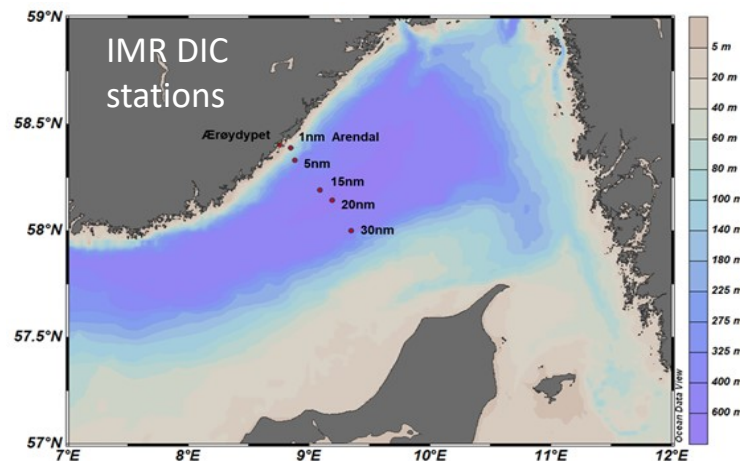 IMR DIC
stations
Ærøydypet
1nm Arendal
5nm
15nm
20nm
30nm
59°N
58.5°N
58°N
57.5°N
57°N
7°E
8°E
9°E
10°E
11°E
12°E
5 m
20 m
40 m
60 m
80 m
100 m
140 m
180 m
225 m
275 m
325 m
400 m
600 m
Ocean Data View